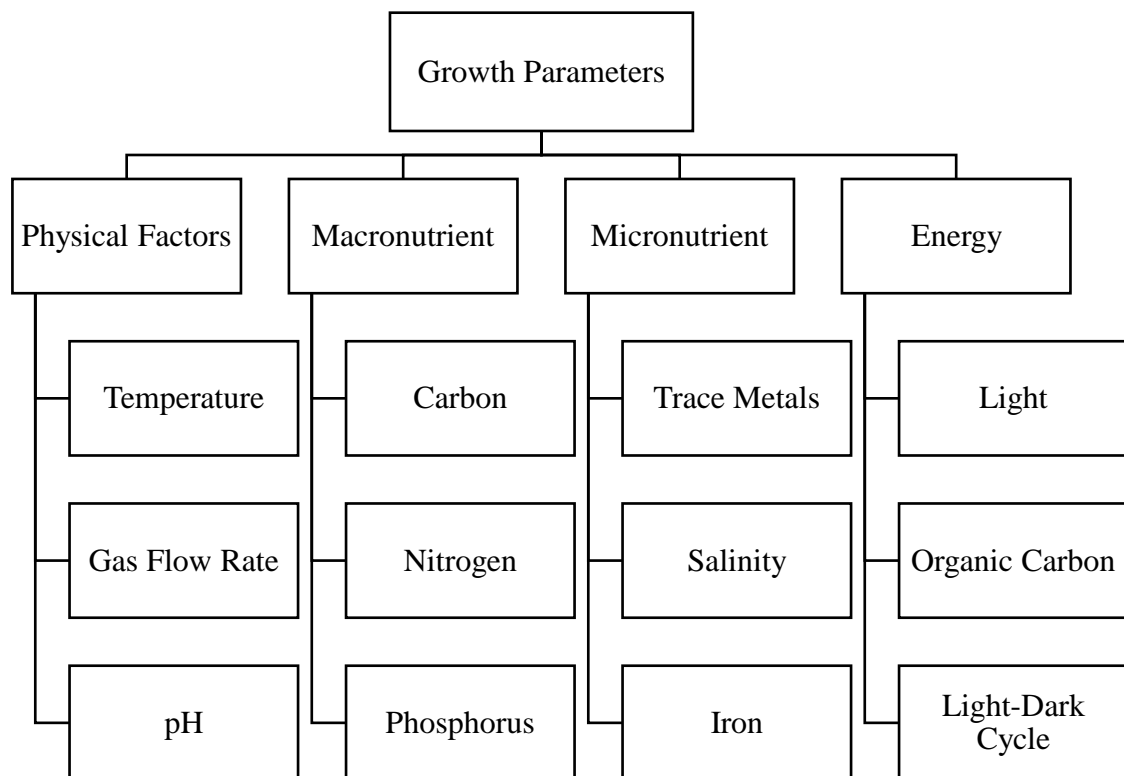 Growth Parameters
Physical Factors
Macronutrient
Micronutrient
Energy
Temperature
Carbon
Trace Metals
Light
Gas Flow Rate
Nitrogen
Salinity
Organic Carbon
pH
Phosphorus
Iron
Light-Dark
Cycle